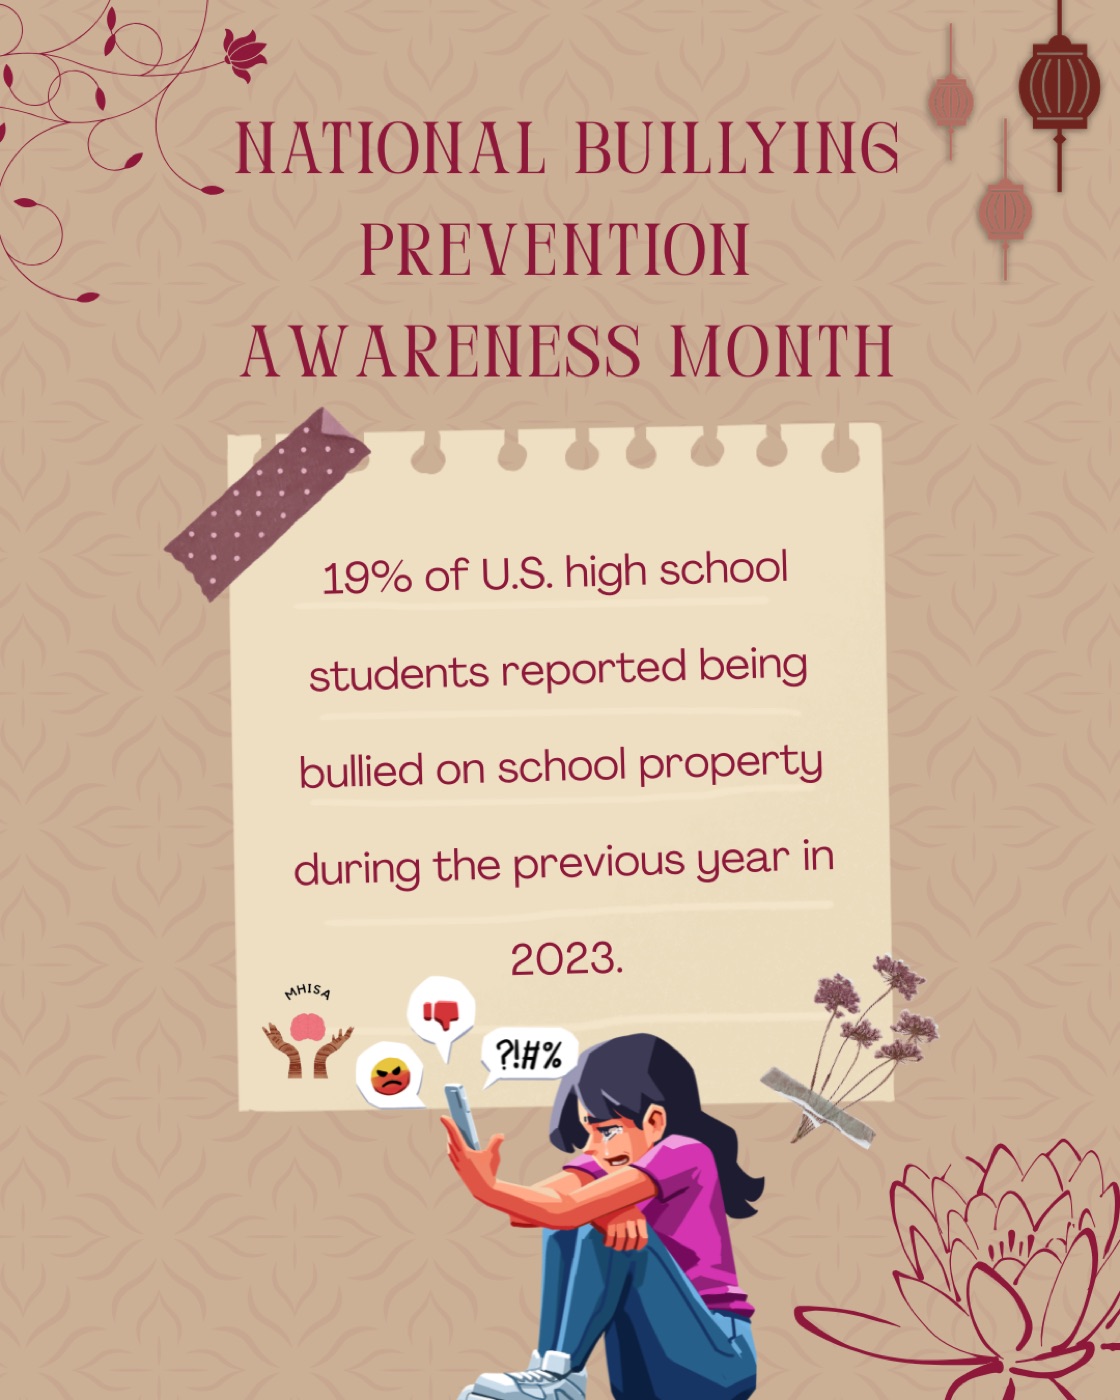 NATIONAL BUILLYING
PREVENTION
AWARENESS MONTH
19% of U.S. high school
students reported being
bullied on school property
during the previous year in
2023.
MHISA
?!#%